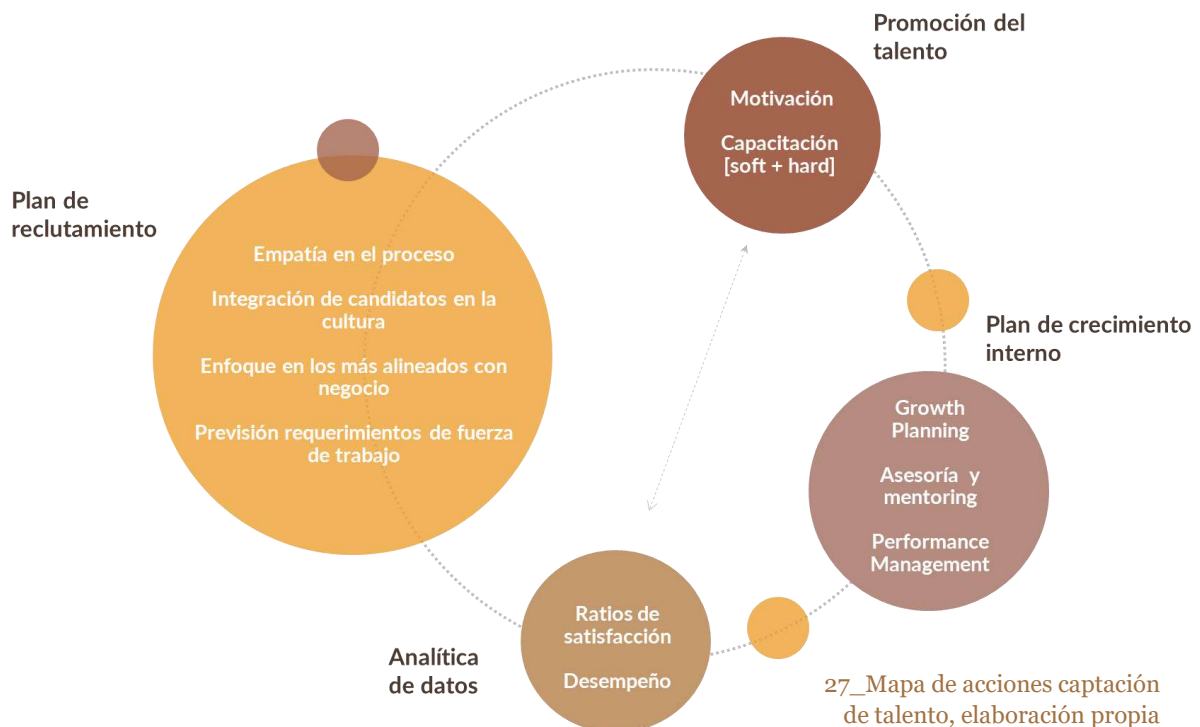 Promoción del
talento
Motivación
Capacitación
[soft + hard]
Plan de
reclutamiento
Empatía en el proceso
Integración de candidatos en la
cultura
Enfoque en los más alineados con
negocio
Previsión requerimientos de fuerza
de trabajo
Plan de crecimiento
interno
Growth
Planning
Asesoría y
mentoring
Performance
Management
Ratios de
satisfacción
Desempeño
Analítica
de datos
27_Mapa de acciones captación
de talento, elaboración propia